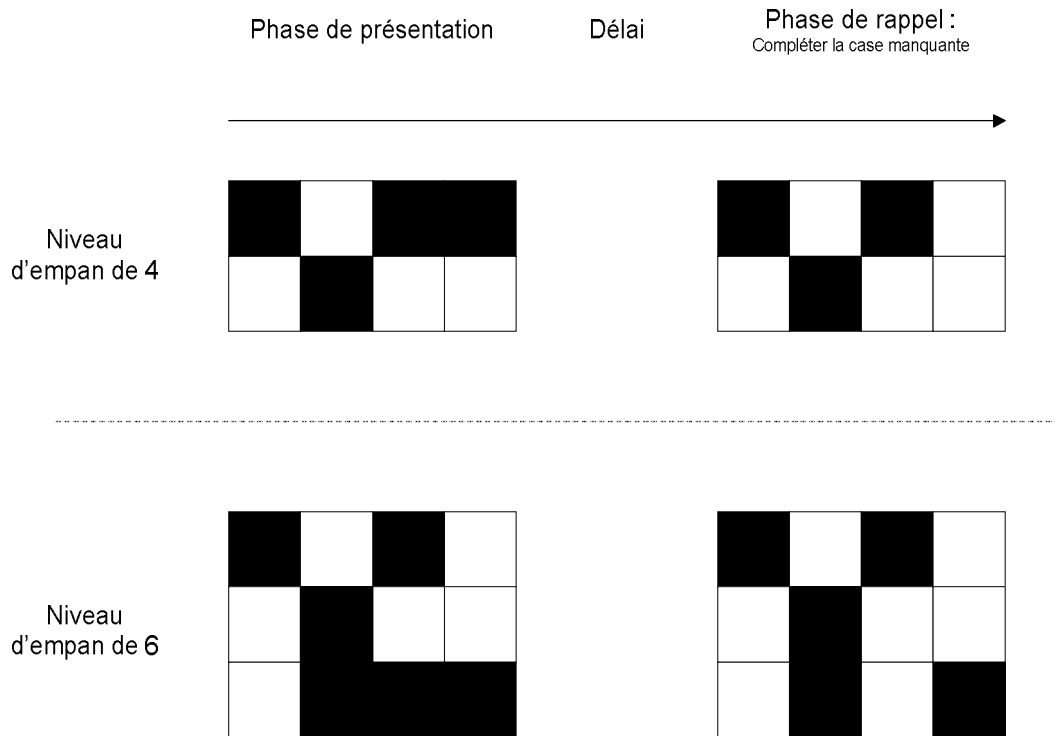 Phase de présentation
Délai
Phase de rappel :
Compléter la case manquante
Niveau
d'empan de 4
Niveau
d'empan de 6